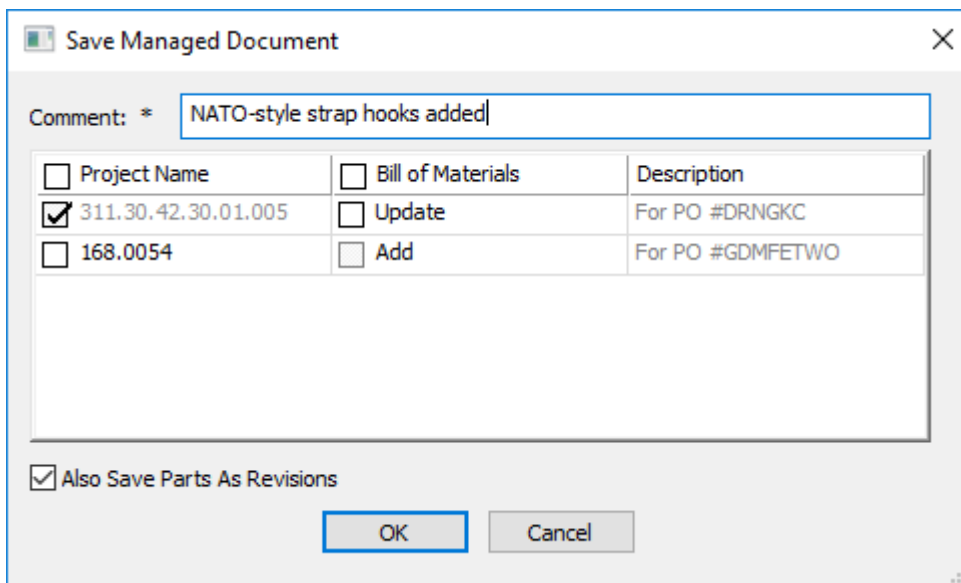 Save Managed Document
Comment: * NATO-style strap hooks added
Project Name Bill of Materials Description
311.30.42.30.01.005 Update For PO #DRNGKC
168.0054 Add For PO #GDMFETWO
Also Save Parts As Revisions
OK Cancel